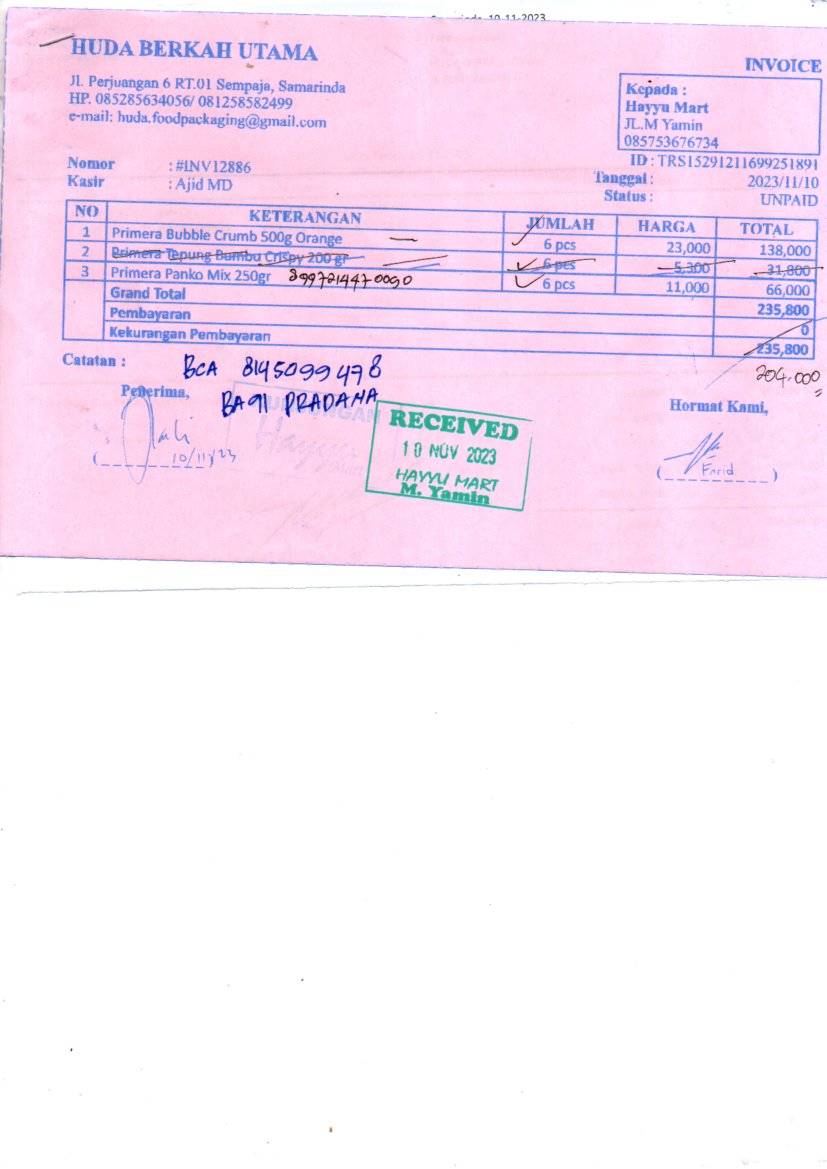 10-11-2023
HUDA BERKAH UTAMA
INVOICE
Jl. Perjuangan 6 RT.01 Sempaja, Samarinda
HP. 085285634056/ 081258582499
e-mail: huda.foodpackaging@gmail.com
Kepada :
Hayyu Mart
JL.M Yamin
085753676734
Nomor : #INV12886
Kasir : Ajid MD
ID : TRS15291211699251891
Tanggal : 2023/11/10
Status : UNPAID
NO KETERANGAN JUMLAH HARGA TOTAL
1 Primera Bubble Crumb 500g Orange 6 pcs 23,000 138,000
2 Primera Tepung Bumbu Crispy 200 gr 6 pcs 5,300 31,800
3 Primera Panko Mix 250gr 8997214470090 6 pcs 11,000 66,000
Grand Total 235,800
Pembayaran 0
Kekurangan Pembayaran 235,800
204.000
Catatan :
BCA 8145099478
BAGI PRADANA
Penerima,
10/11/23
RECEIVED
10 NOV 2023
HAYYU MART
M. Yamin
Hormat Kami,
Farid